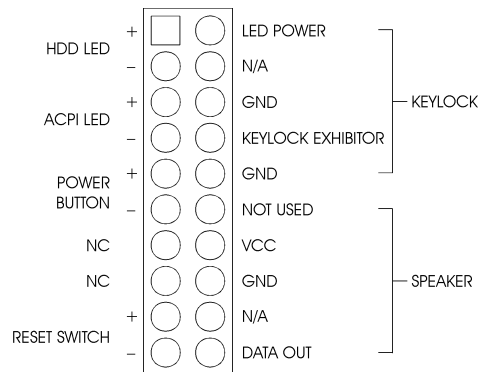 HDD LED
+ LED POWER
– N/A
ACPI LED
+ GND
– KEYLOCK EXHIBITOR
KEYLOCK
POWER
BUTTON
+ GND
– NOT USED
NC VCC
NC GND
SPEAKER
RESET SWITCH
+ N/A
– DATA OUT